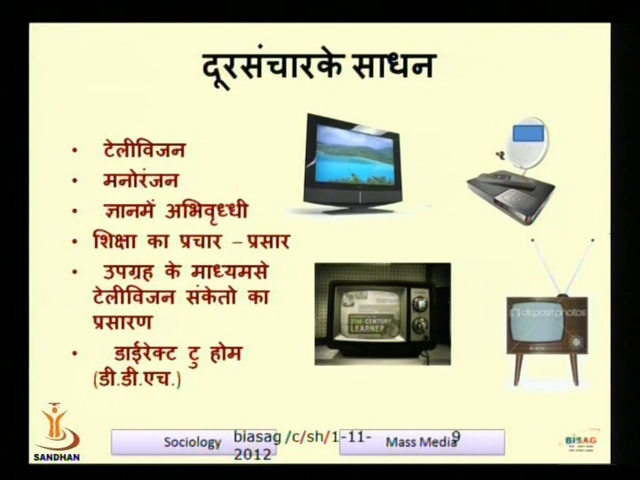 दूरसंचारके साधन
• टेलीविजन
• मनोरंजन
• ज्ञानमें अभिवृध्धी
• शिक्षा का प्रचार – प्रसार
• उपग्रह के माध्यमसे
टेलीविजन संकेतो का
प्रसारण
• डाईरेक्ट टु होम
(डी.डी.एच.)
21ST-CENTURY
LEARNER
depositphotos
SANDHAN
Sociology
biasag /c/sh/1-11-
2012
Mass Media
9
BISAG